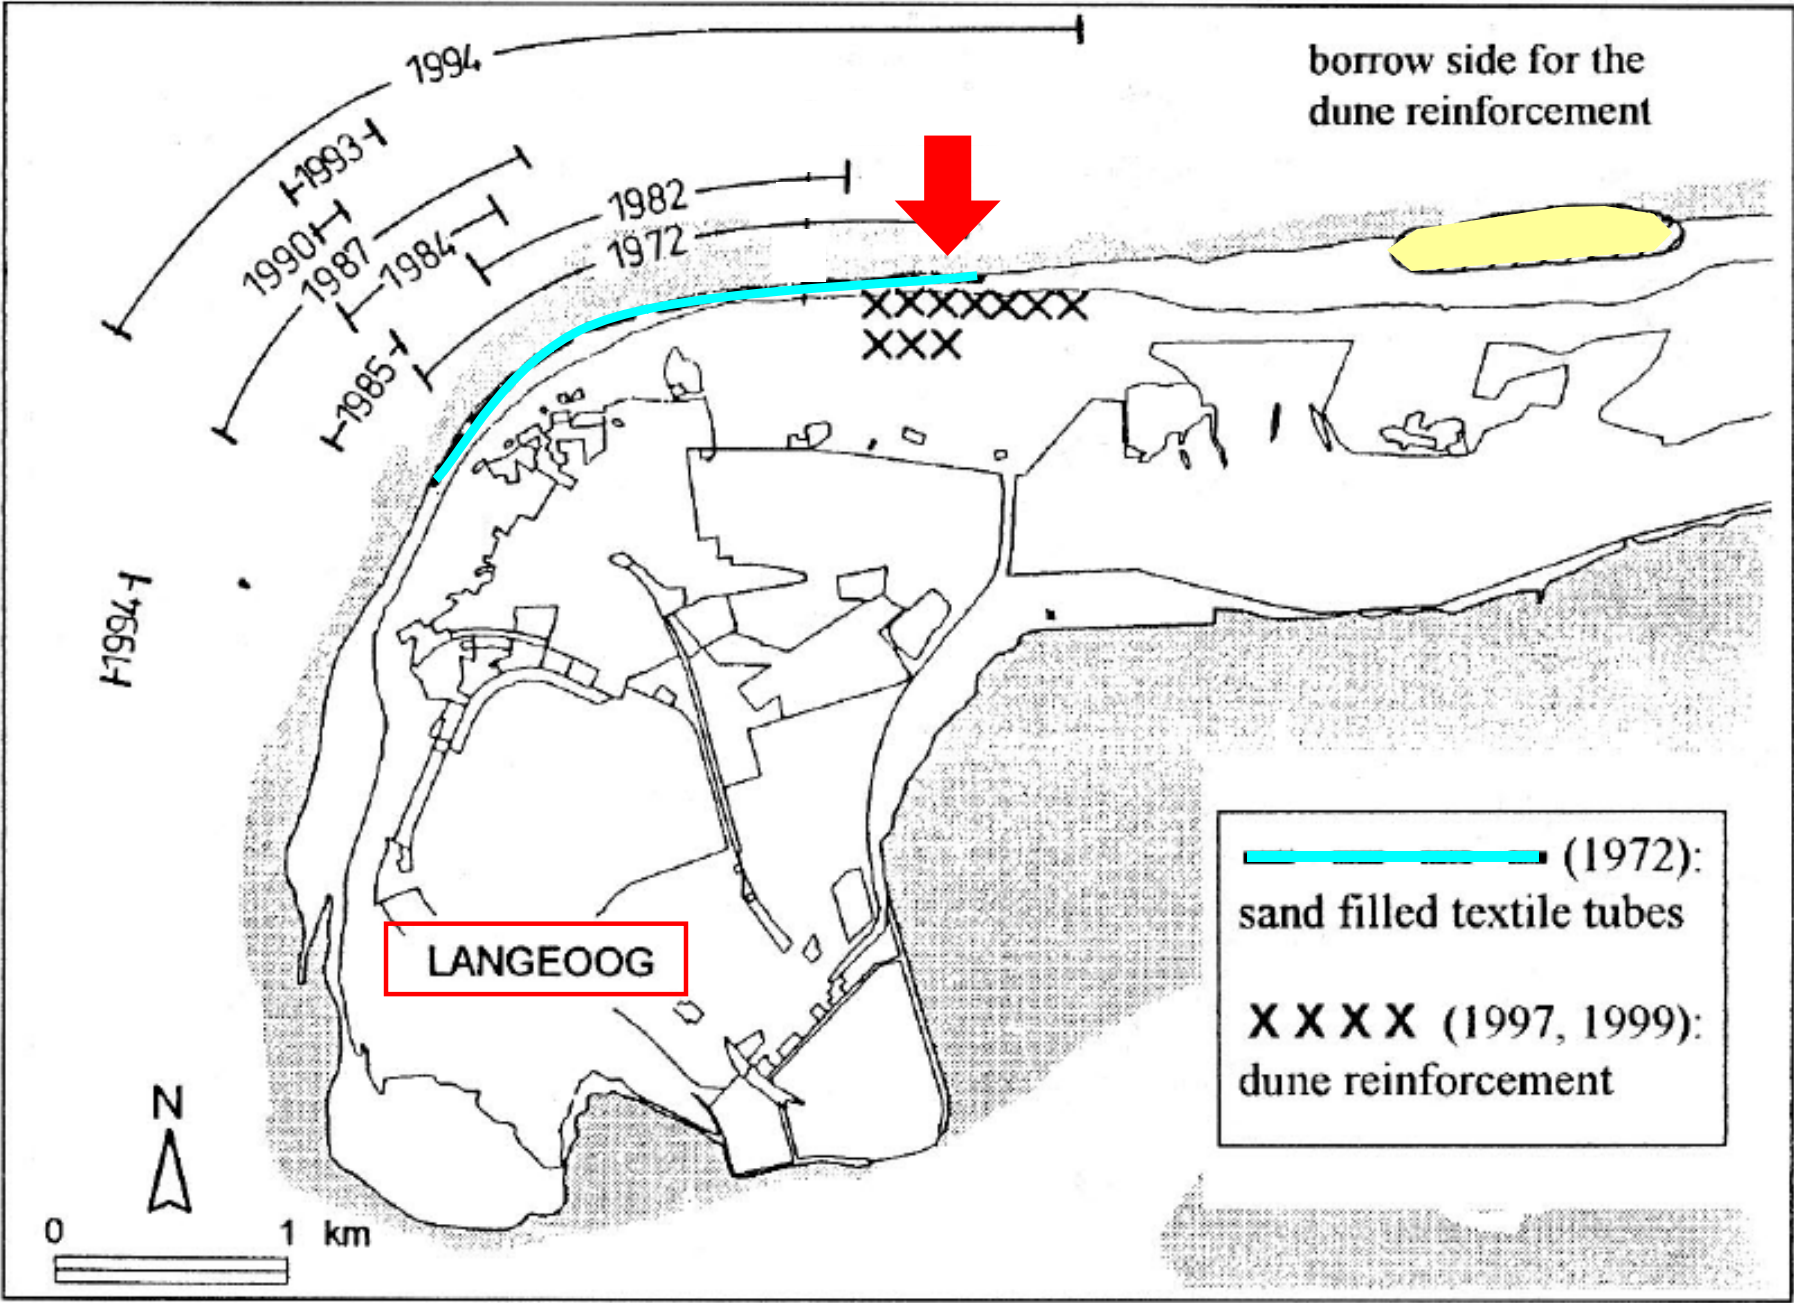 1994
borrow side for the
dune reinforcement
1993
1982
1990
1987
1984
1972
1985
1994
X X X X X X X
X X X
(1972):
sand filled textile tubes
LANGEOOG
X X X X (1997, 1999):
dune reinforcement
N
0 1 km